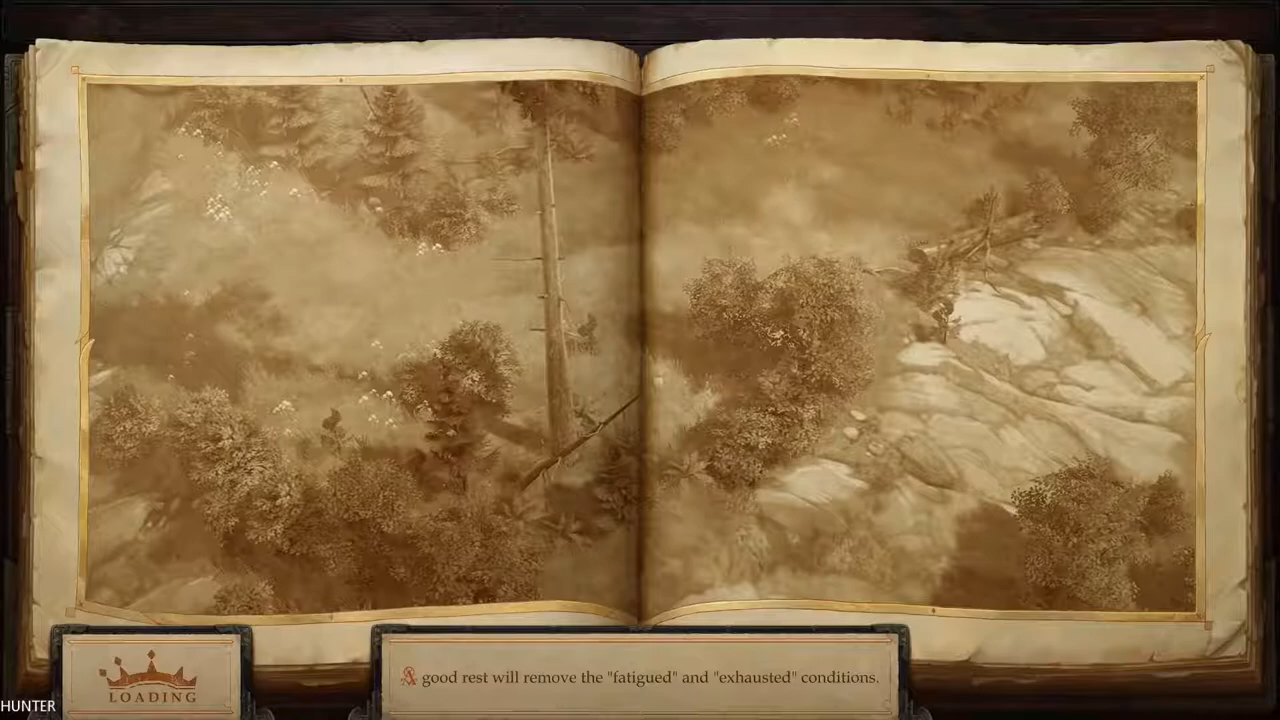 LOADING
A good rest will remove the "fatigued" and "exhausted" conditions.
HUNTER